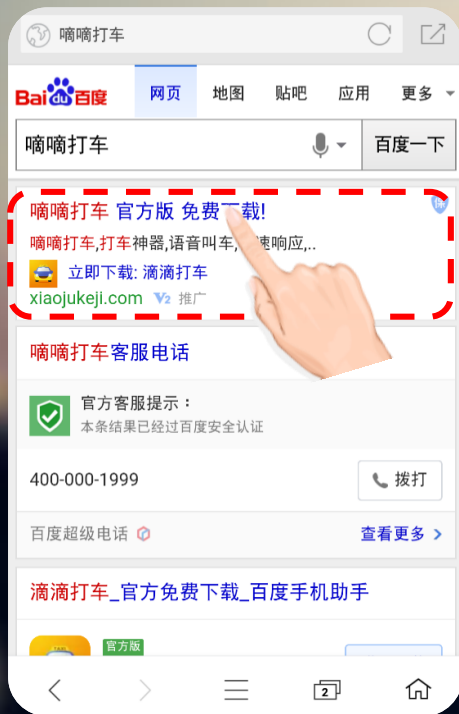 嘀嘀打车
Bai du 百度
网页 地图 贴吧 应用 更多
嘀嘀打车
百度一下
嘀嘀打车 官方版 免费下载!
保
嘀嘀打车,打车神器,语音叫车,速响应,..
立即下载: 滴滴打车
xiaojukeji.com V2 推广
嘀嘀打车客服电话
官方客服提示：
本条结果已经过百度安全认证
400-000-1999
拨打
百度超级电话
查看更多
滴滴打车_官方免费下载_百度手机助手
官方版
2